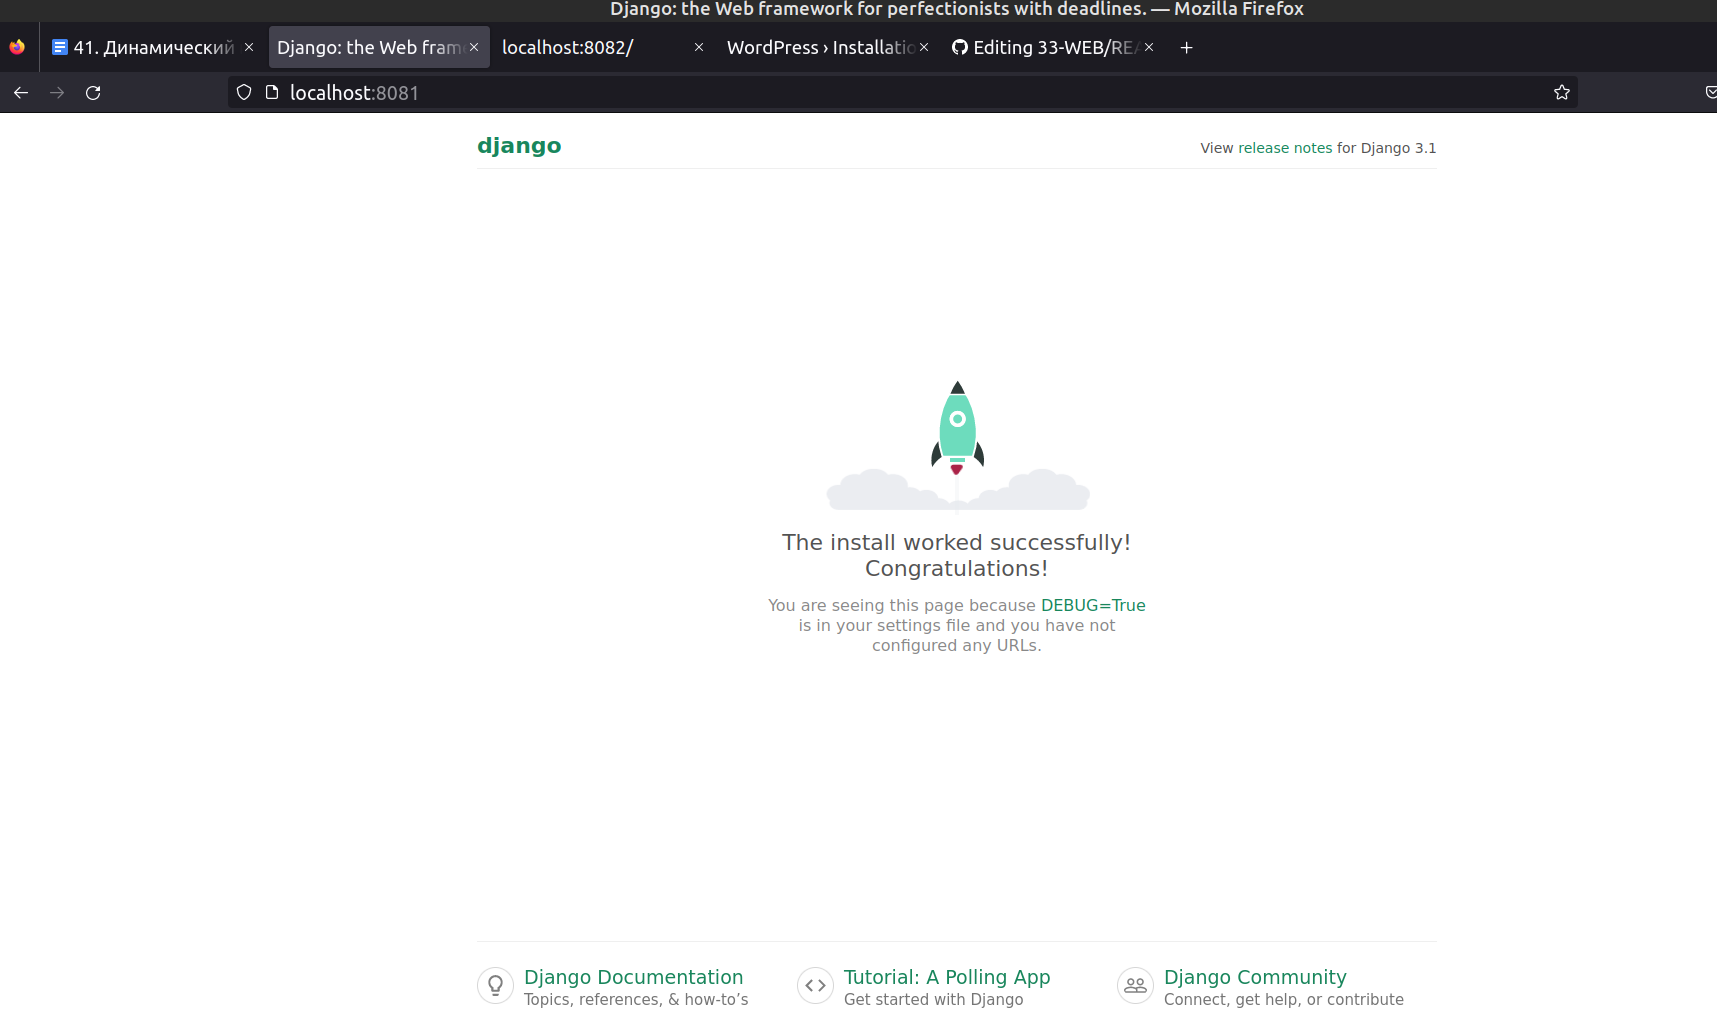 Django: the Web framework for perfectionists with deadlines. — Mozilla Firefox
41. Динамический
Django: the Web fram
localhost:8082/
WordPress › Installatio
Editing 33-WEB/REA
localhost:8081
django
View release notes for Django 3.1
The install worked successfully!
Congratulations!
You are seeing this page because DEBUG=True
is in your settings file and you have not
configured any URLs.
Django Documentation
Topics, references, & how-to’s
Tutorial: A Polling App
Get started with Django
Django Community
Connect, get help, or contribute